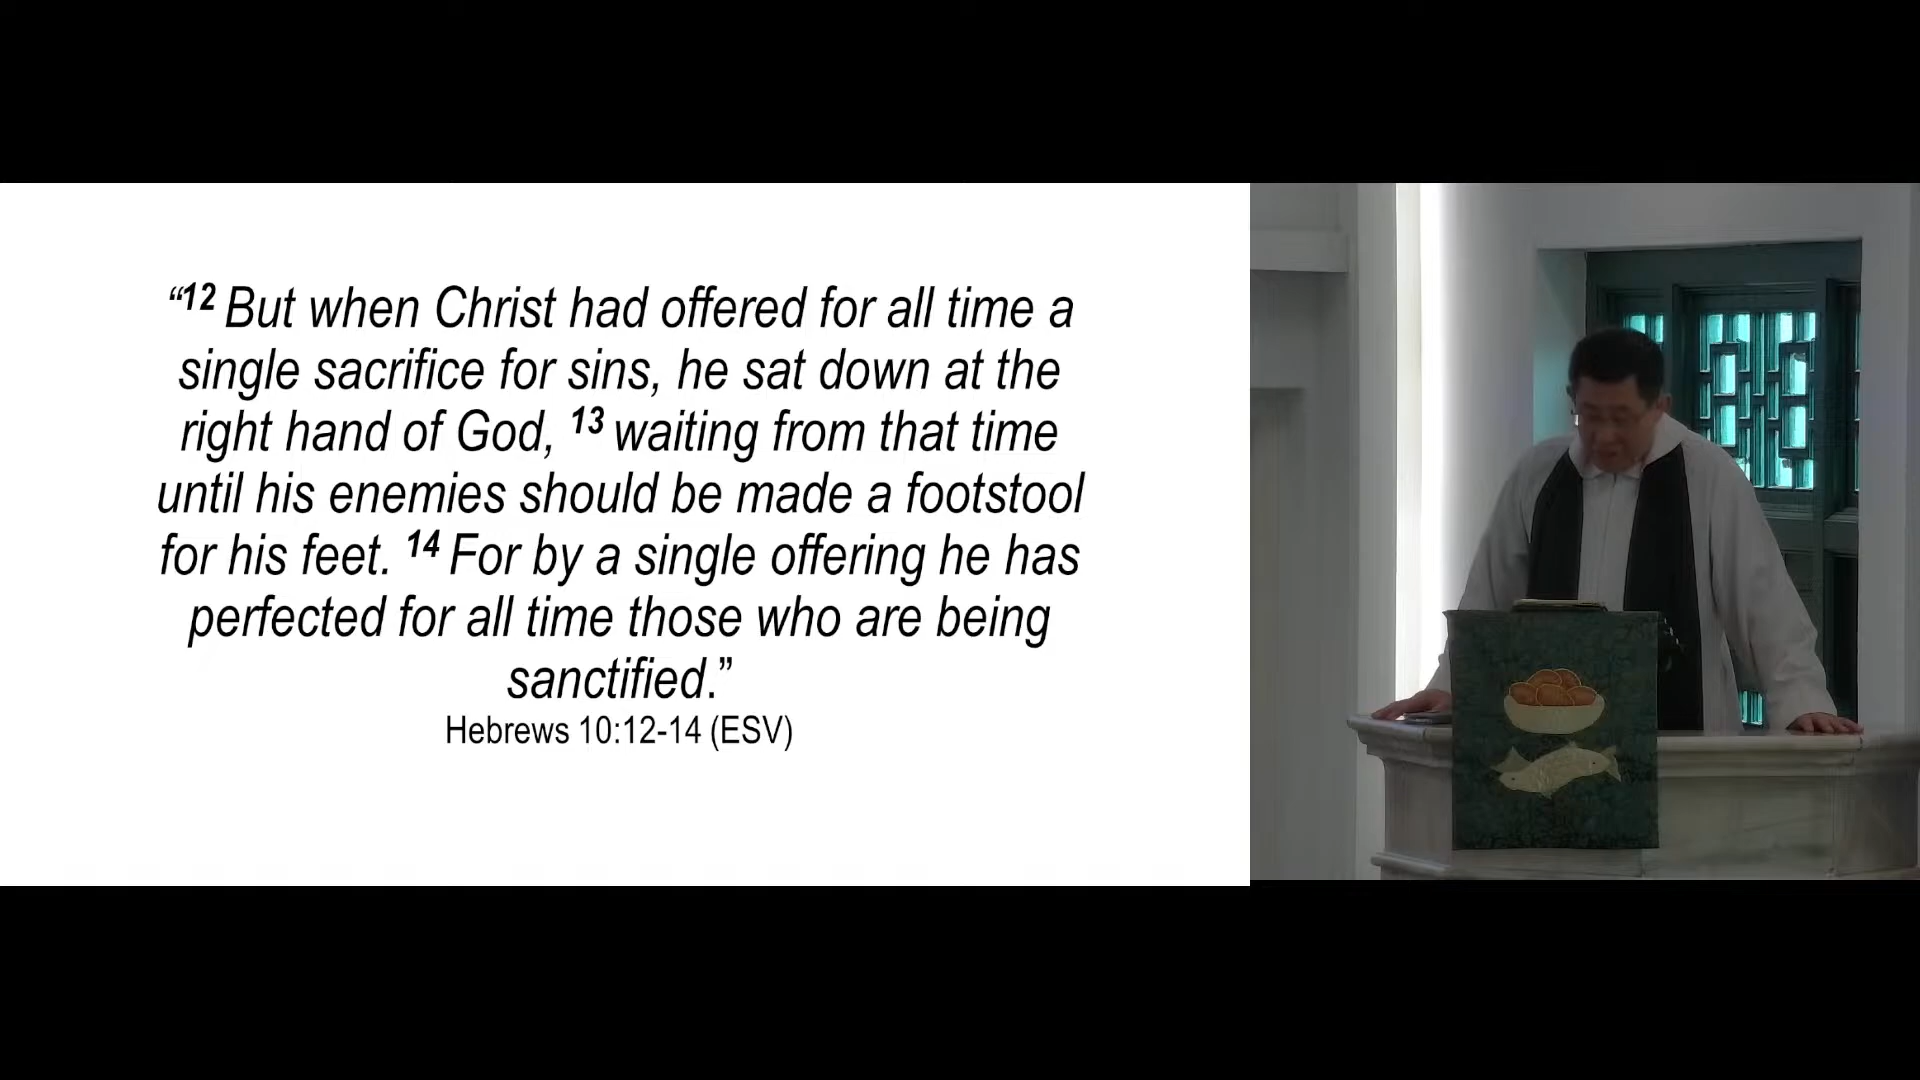 “12 But when Christ had offered for all time a
single sacrifice for sins, he sat down at the
right hand of God, 13 waiting from that time
until his enemies should be made a footstool
for his feet. 14 For by a single offering he has
perfected for all time those who are being
sanctified.”
Hebrews 10:12-14 (ESV)